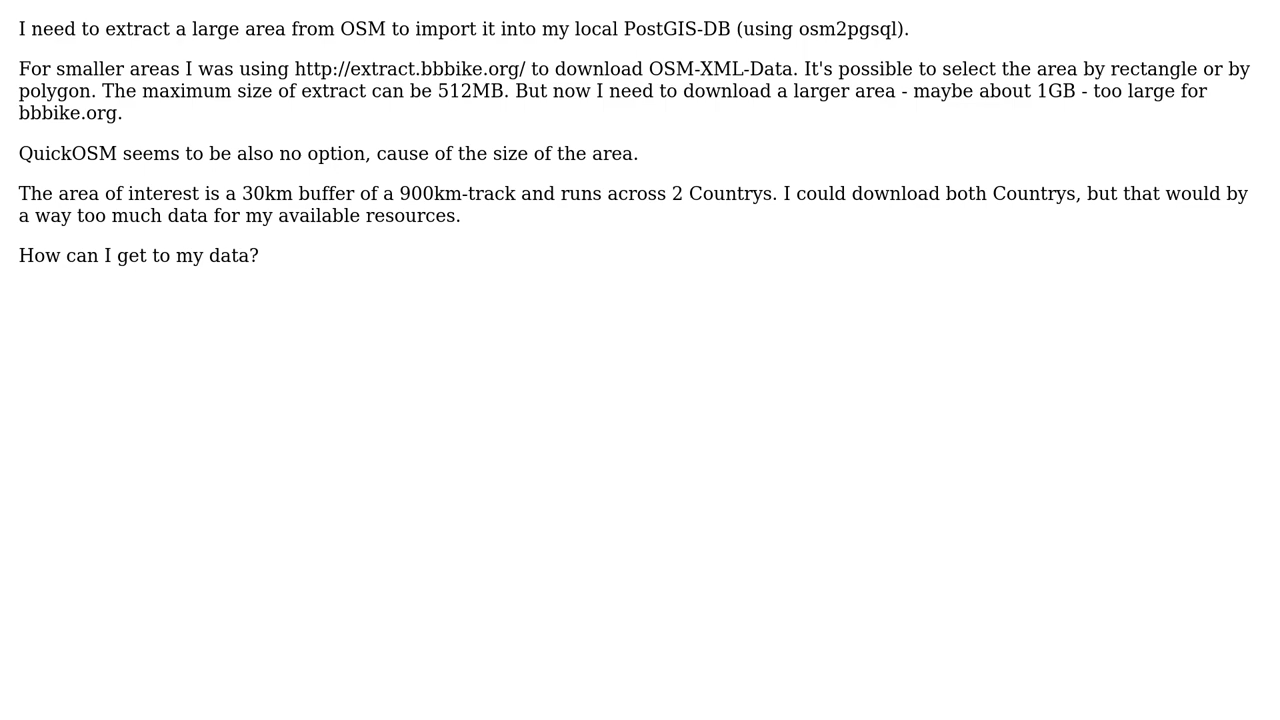 I need to extract a large area from OSM to import it into my local PostGIS-DB (using osm2pgsql).
For smaller areas I was using http://extract.bbbike.org/ to download OSM-XML-Data. It's possible to select the area by rectangle or by
polygon. The maximum size of extract can be 512MB. But now I need to download a larger area - maybe about 1GB - too large for
bbbike.org.
QuickOSM seems to be also no option, cause of the size of the area.
The area of interest is a 30km buffer of a 900km-track and runs across 2 Countrys. I could download both Countrys, but that would by
a way too much data for my available resources.
How can I get to my data?